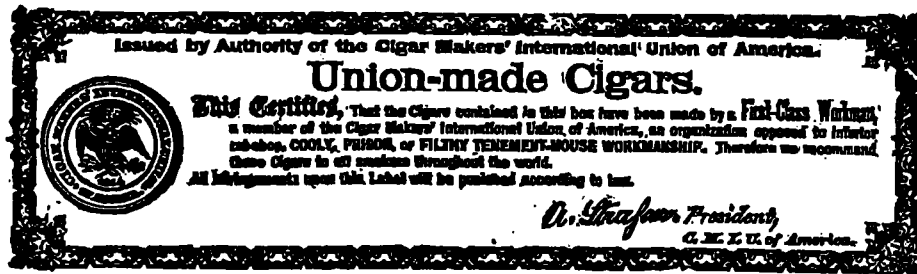 Issued by Authority of the Cigar Makers' International Union of America.
Union-made Cigars.
This Certifies, That the Cigars contained in this box have been made by a First-Class Workman,
a member of the Cigar Makers' International Union, of America, an organization opposed to inferior
COOLY, PRISON, or FILTHY TENEMENT-HOUSE WORKMANSHIP. Therefore we recommend
these Cigars to all smokers throughout the world.
All Infringements upon this Label will be punished according to law.
A. Strasser President,
C. M. I. U. of America.